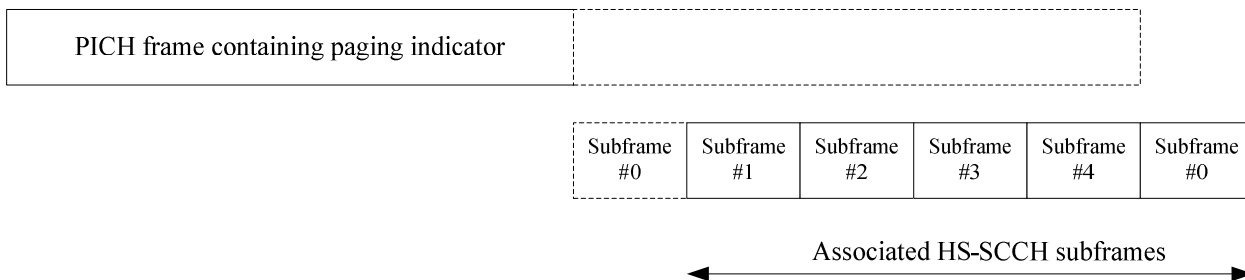 PICH frame containing paging indicator
Subframe
#0
Subframe
#1
Subframe
#2
Subframe
#3
Subframe
#4
Subframe
#0
Associated HS-SCCH subframes